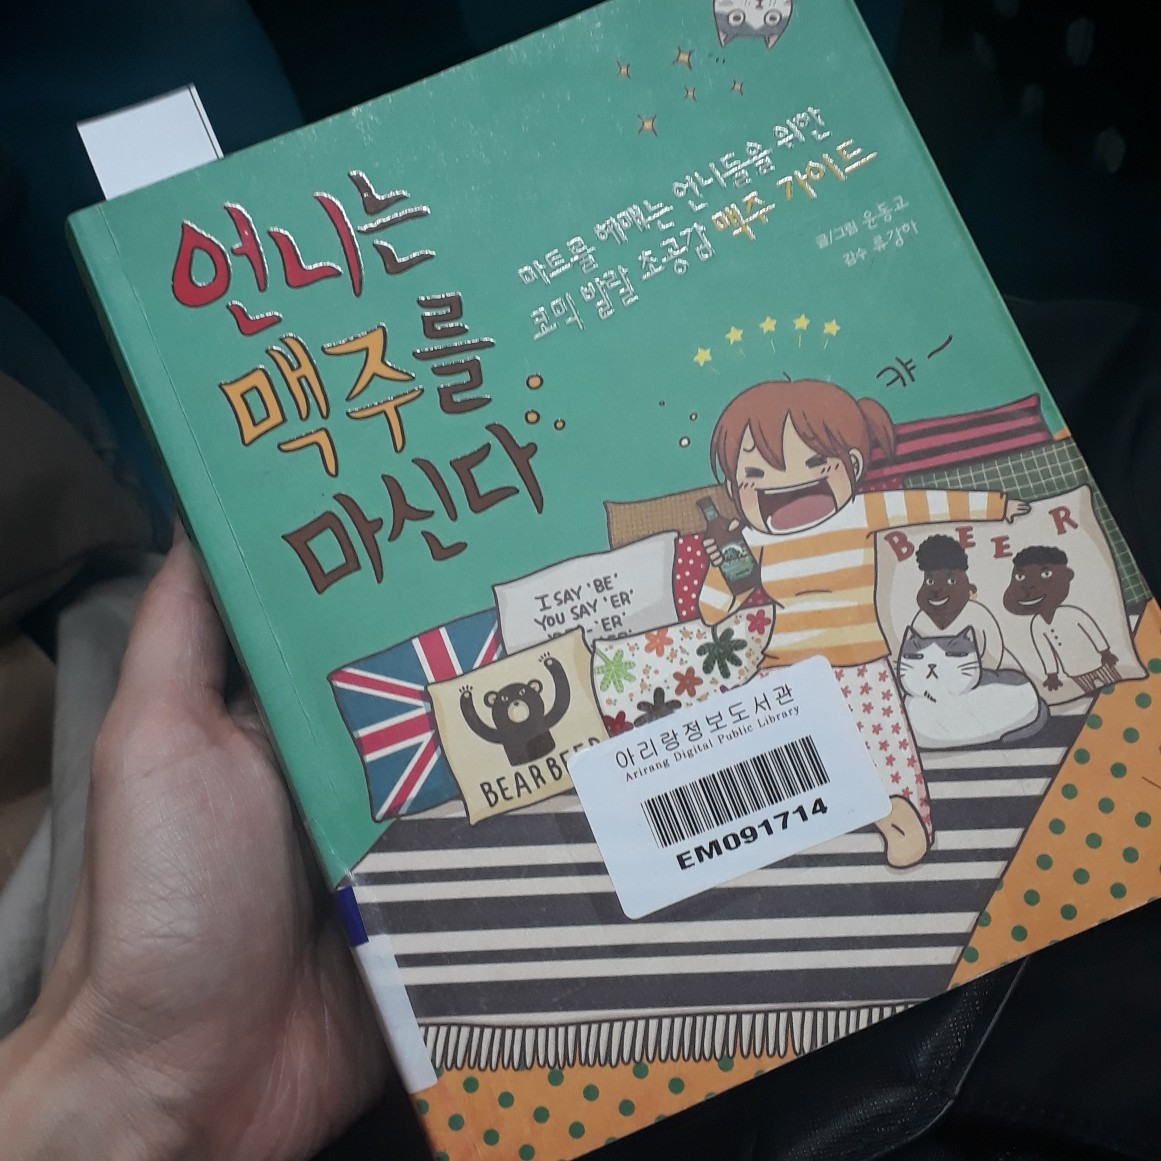 언니는
맥주를
마신다
마트를 헤매는 언니들을 위한
코믹 발랄 초공감 맥주 가이드
글/그림 윤동교
감수 류강하
캬~
BEER
I SAY 'BE'
YOU SAY 'ER'
'ER'
BEARBEER
아리랑정보도서관
Arirang Digital Public Library
EM091714